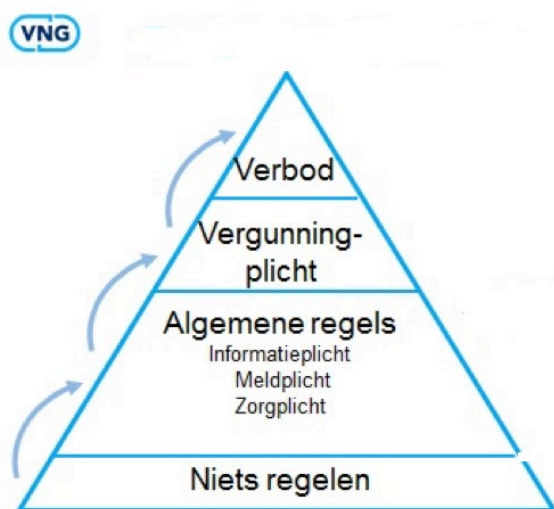 VNG
Verbod
Vergunning-
plicht
Algemene regels
Informatieplicht
Meldplicht
Zorgplicht
Niets regelen